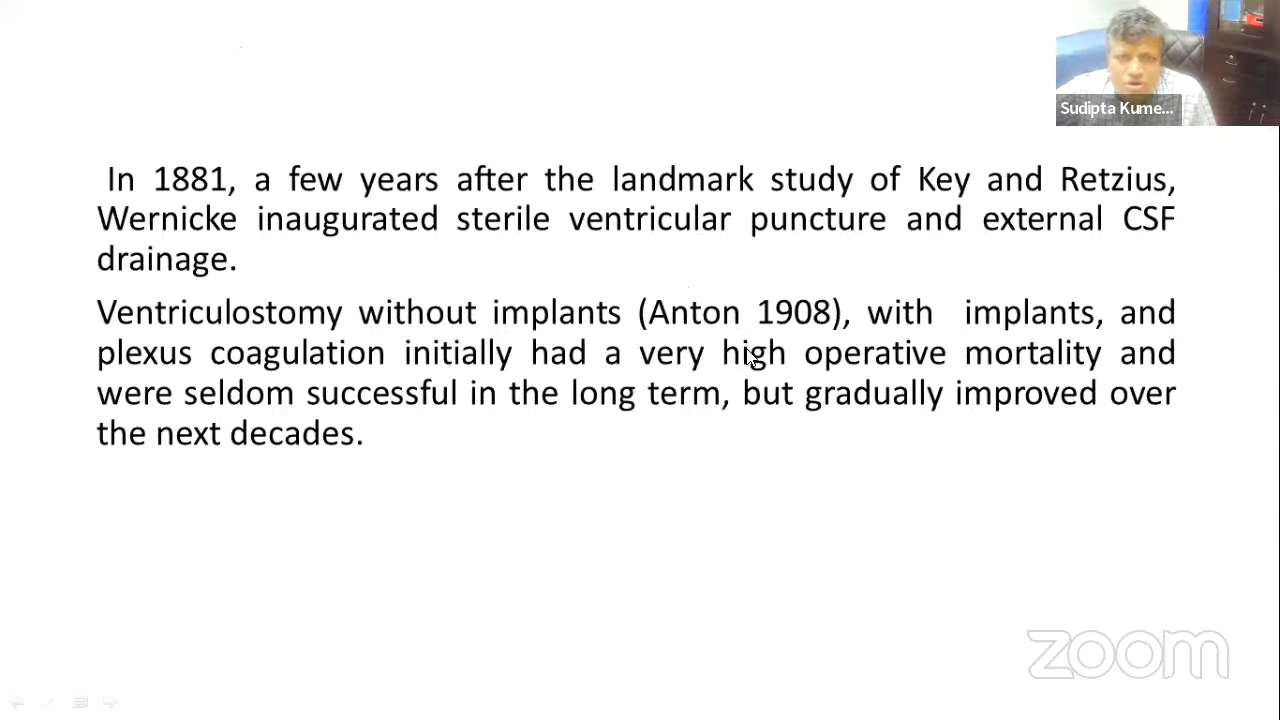 Sudipta Kume...
In 1881, a few years after the landmark study of Key and Retzius,
Wernicke inaugurated sterile ventricular puncture and external CSF
drainage.
Ventriculostomy without implants (Anton 1908), with implants, and
plexus coagulation initially had a very high operative mortality and
were seldom successful in the long term, but gradually improved over
the next decades.
zoom